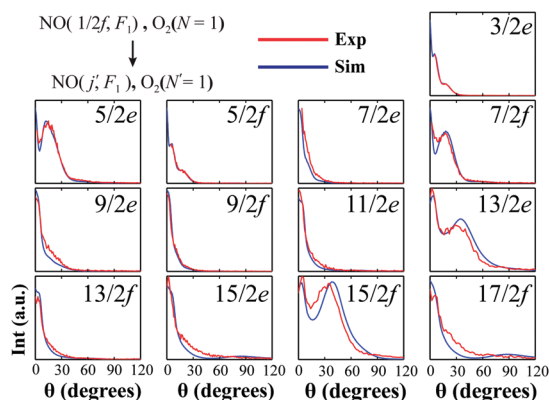 NO( 1/2f, F₁), O₂(N = 1)
NO( j′, F₁ ), O₂(N′= 1)
Exp
Sim
3/2e
5/2e
5/2f
7/2e
7/2f
9/2e
9/2f
11/2e
13/2e
13/2f
15/2e
15/2f
17/2f
Int (a.u.)
0 30 60 90 120 0 30 60 90 120 0 30 60 90 120 0 30 60 90 120
θ (degrees) θ (degrees) θ (degrees) θ (degrees)